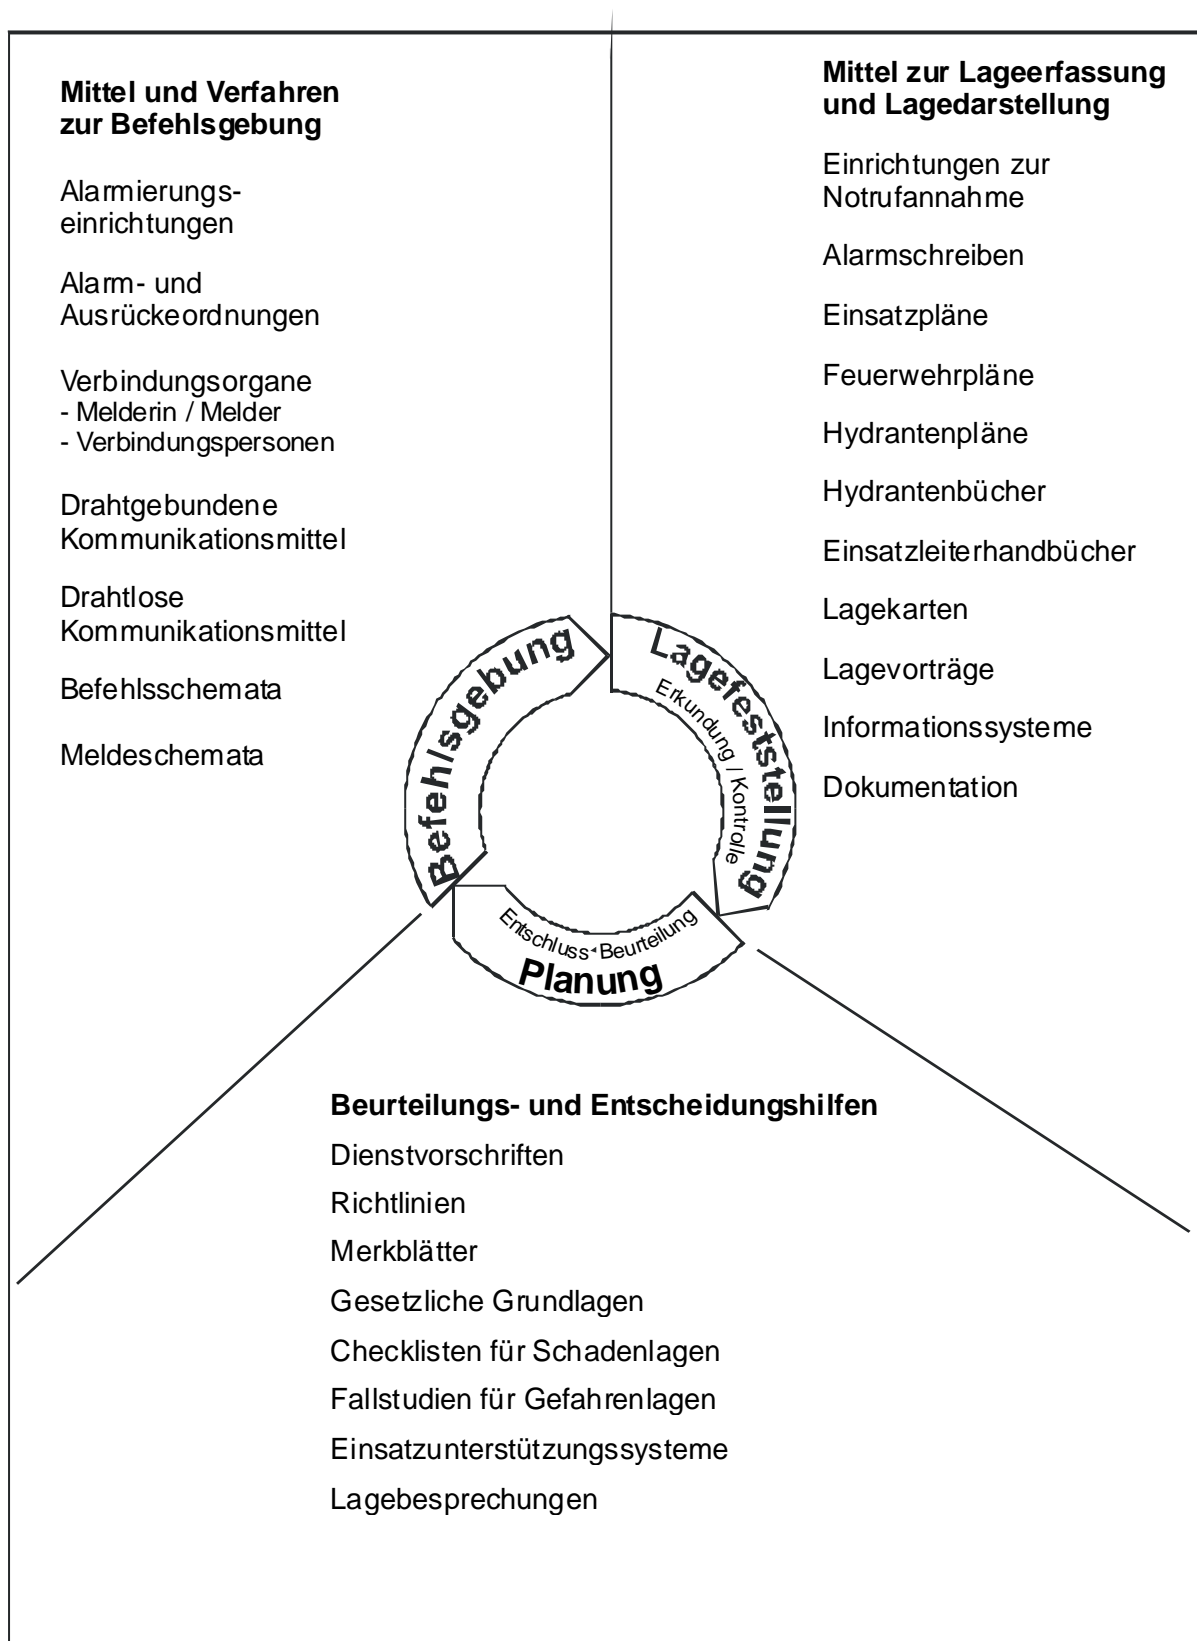 Mittel und Verfahren
zur Befehlsgebung
Alarmierungs-
einrichtungen
Alarm- und
Ausrückeordnungen
Verbindungsorgane
- Melderin / Melder
- Verbindungspersonen
Drahtgebundene
Kommunikationsmittel
Drahtlose
Kommunikationsmittel
Befehlsschemata
Meldeschemata
Mittel zur Lageerfassung
und Lagedarstellung
Einrichtungen zur
Notrufannahme
Alarmschreiben
Einsatzpläne
Feuerwehrpläne
Hydrantenpläne
Hydrantenbücher
Einsatzleiterhandbücher
Lagekarten
Lagevorträge
Informationssysteme
Dokumentation
Befehlsgebung
Lagefeststellung
Erkundung / Kontrolle
Entschluss Beurteilung
Planung
Beurteilungs- und Entscheidungshilfen
Dienstvorschriften
Richtlinien
Merkblätter
Gesetzliche Grundlagen
Checklisten für Schadenlagen
Fallstudien für Gefahrenlagen
Einsatzunterstützungssysteme
Lagebesprechungen